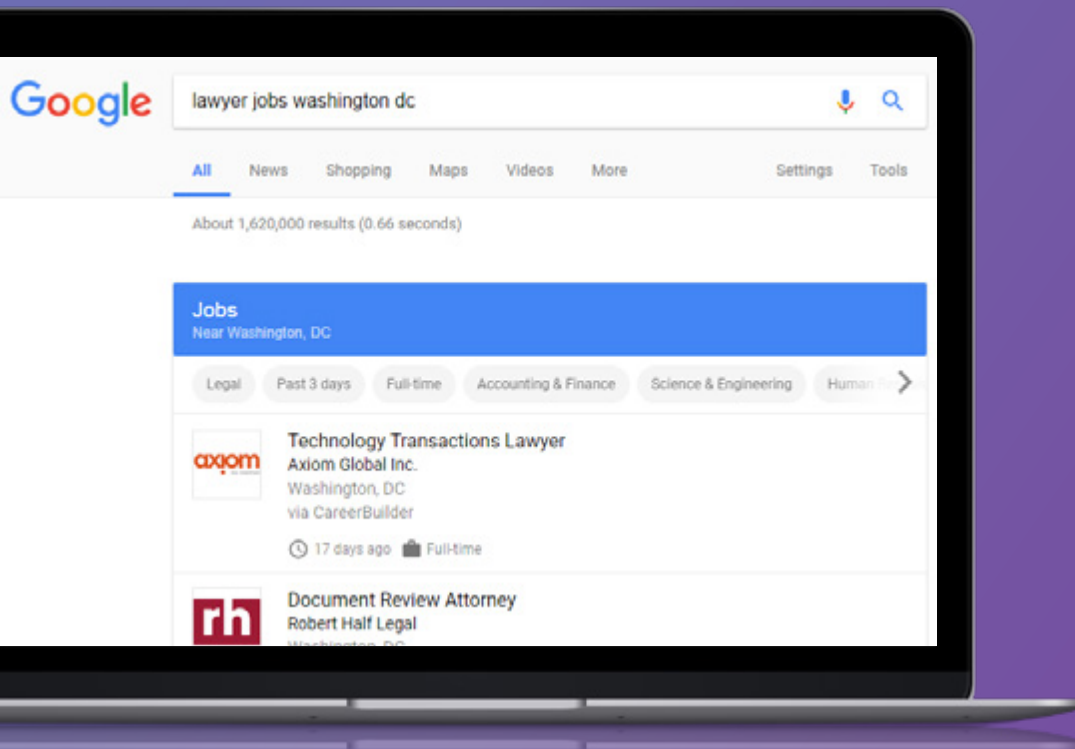 Google
lawyer jobs washington dc
All News Shopping Maps Videos More Settings Tools
About 1,620,000 results (0.66 seconds)
Jobs
Near Washington, DC
Legal Past 3 days Full-time Accounting & Finance Science & Engineering Human
axiom
Technology Transactions Lawyer
Axiom Global Inc.
Washington, DC
via CareerBuilder
17 days ago Full-time
rh
Document Review Attorney
Robert Half Legal
Washington, DC